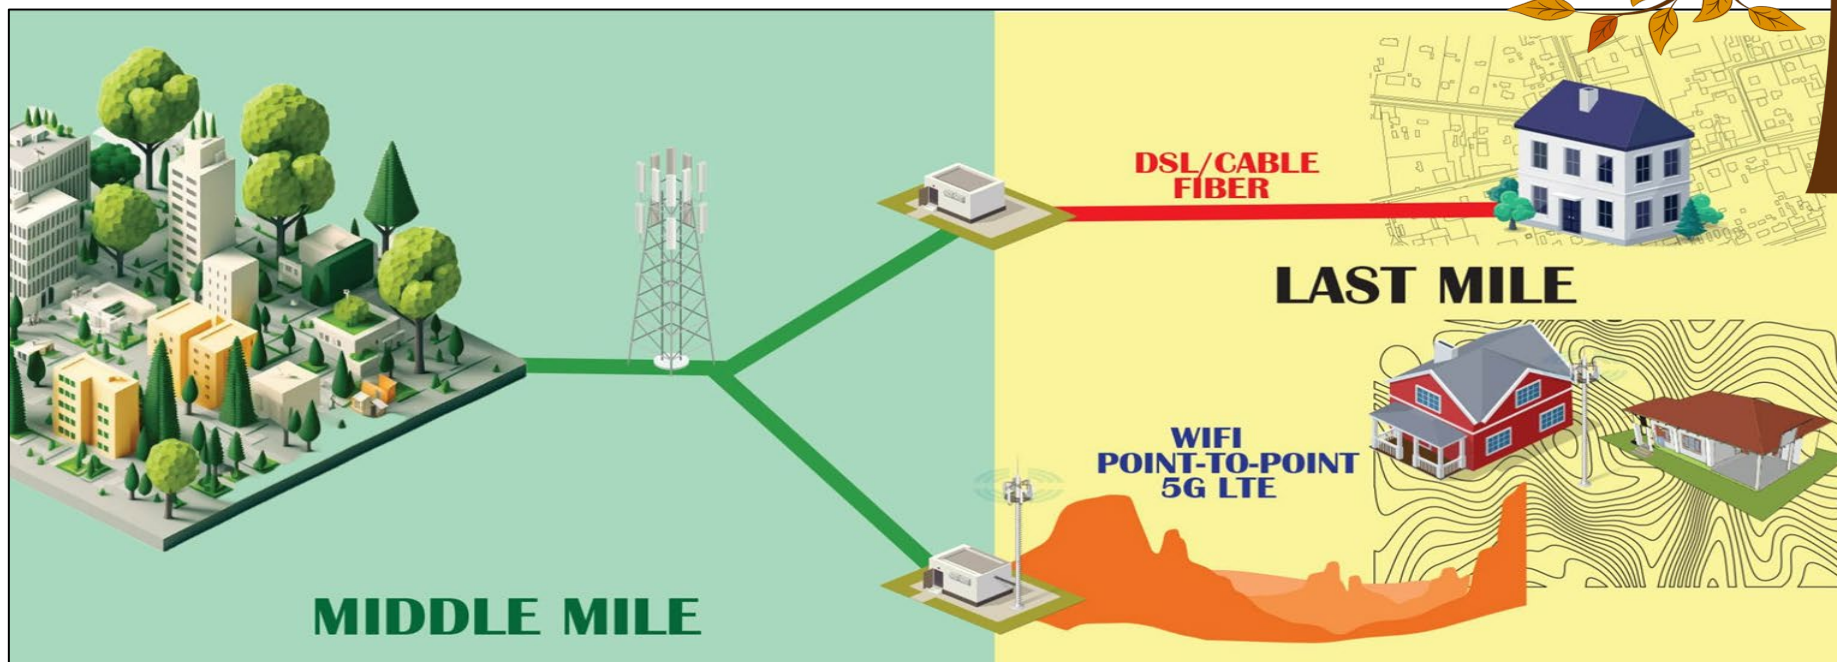 DSL/CABLE
FIBER
LAST MILE
WIFI
POINT-TO-POINT
5G LTE
MIDDLE MILE